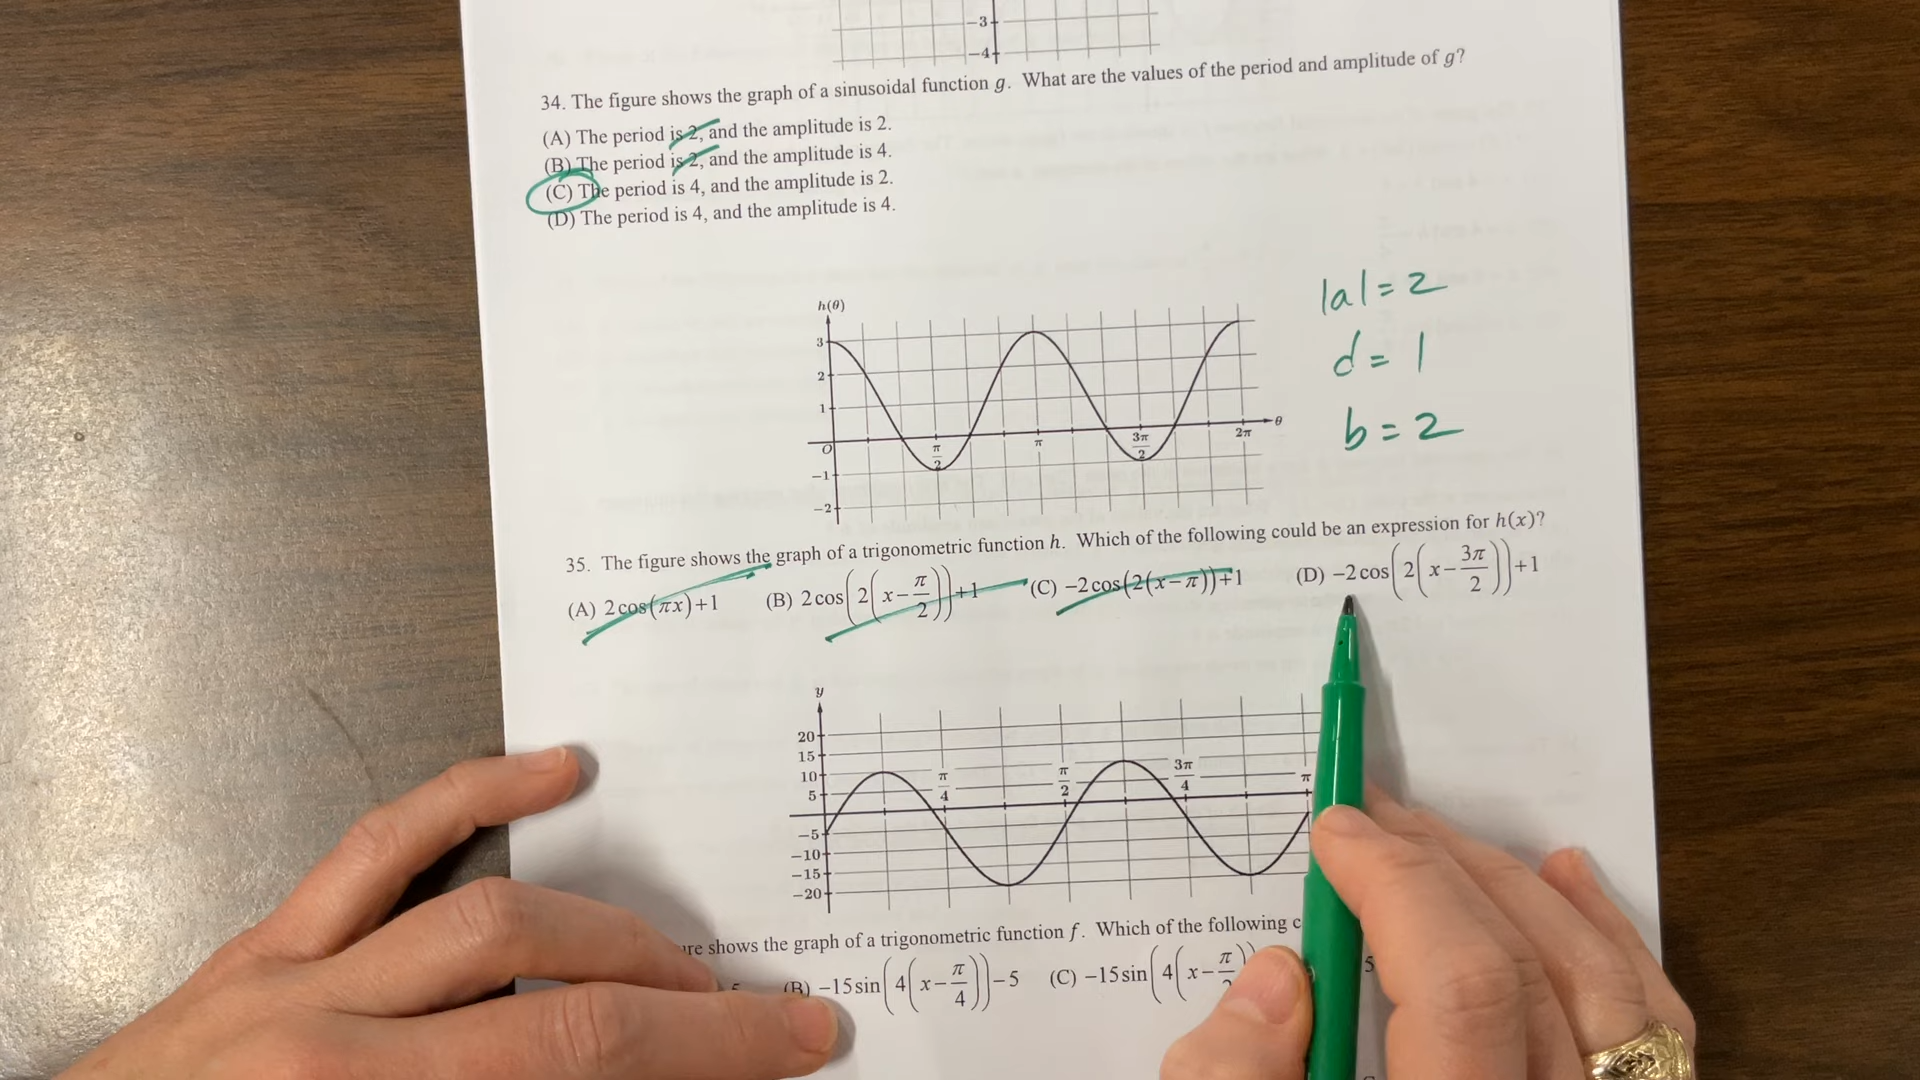 -3
-4
34. The figure shows the graph of a sinusoidal function g. What are the values of the period and amplitude of g?
(A) The period is 2, and the amplitude is 2.
(B) The period is 2, and the amplitude is 4.
(C) The period is 4, and the amplitude is 2.
(D) The period is 4, and the amplitude is 4.
h(θ)
3
2
1
O
-1
-2
π/2
π
3π/2
2π
θ
|a| = 2
d = 1
b = 2
35. The figure shows the graph of a trigonometric function h. Which of the following could be an expression for h(x)?
(A) 2cos(πx)+1 (B) 2cos(2(x-π/2))+1 (C) -2cos(2(x-π))+1 (D) -2cos(2(x-3π/2))+1
y
20
15
10
5
-5
-10
-15
-20
π/4
π/2
3π/4
π
shows the graph of a trigonometric function f. Which of the following
(B) -15sin(4(x-π/4))-5 (C) -15sin(4(x-π
5